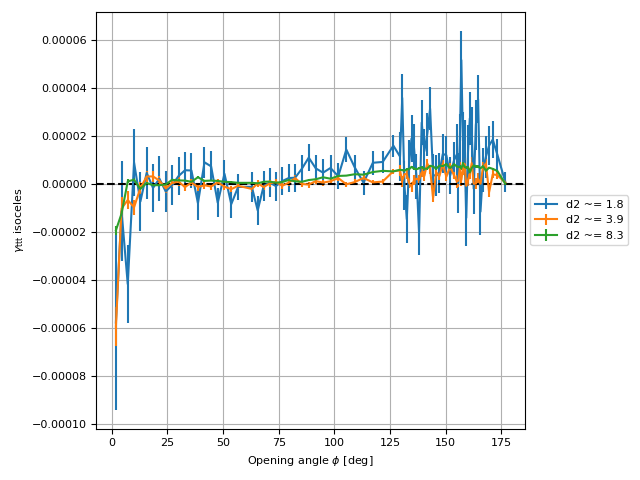 0.00006
0.00004
0.00002
0.00000
−0.00002
−0.00004
−0.00006
−0.00008
−0.00010
γttt isoceles
0 25 50 75 100 125 150 175
Opening angle ϕ [deg]
d2 ~= 1.8
d2 ~= 3.9
d2 ~= 8.3